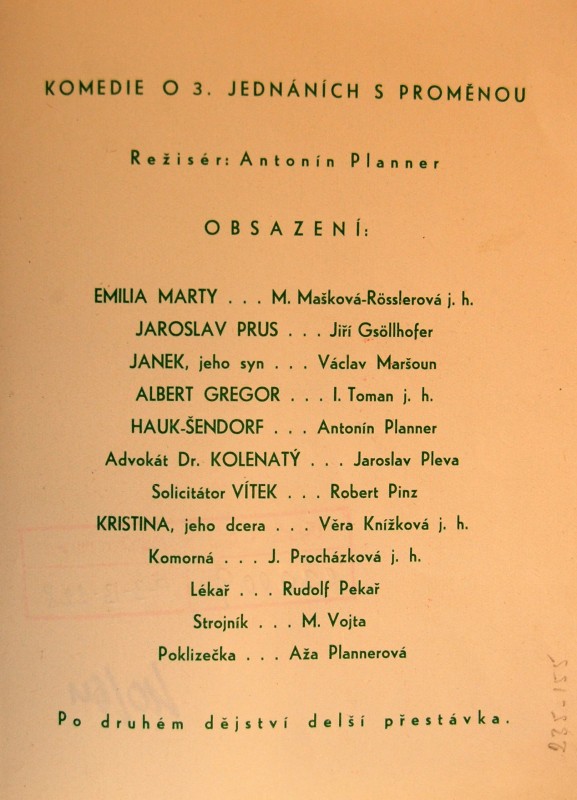 KOMEDIE O 3. JEDNÁNÍCH S PROMĚNOU
Režisér: Antonín Planner
OBSAZENÍ:
EMILIA MARTY . . . M. Mašková-Rösslerová j. h.
JAROSLAV PRUS . . . Jiří Gsöllhofer
JANEK, jeho syn . . . Václav Maršoun
ALBERT GREGOR . . . I. Toman j. h.
HAUK-ŠENDORF . . . Antonín Planner
Advokát Dr. KOLENATÝ . . . Jaroslav Pleva
Solicitátor VÍTEK . . . Robert Pinz
KRISTINA, jeho dcera . . . Věra Knížková j. h.
Komorná . . . J. Procházková j. h.
Lékař . . . Rudolf Pekař
Strojník . . . M. Vojta
Poklizečka . . . Aža Plannerová
Po druhém dějství delší přestávka.